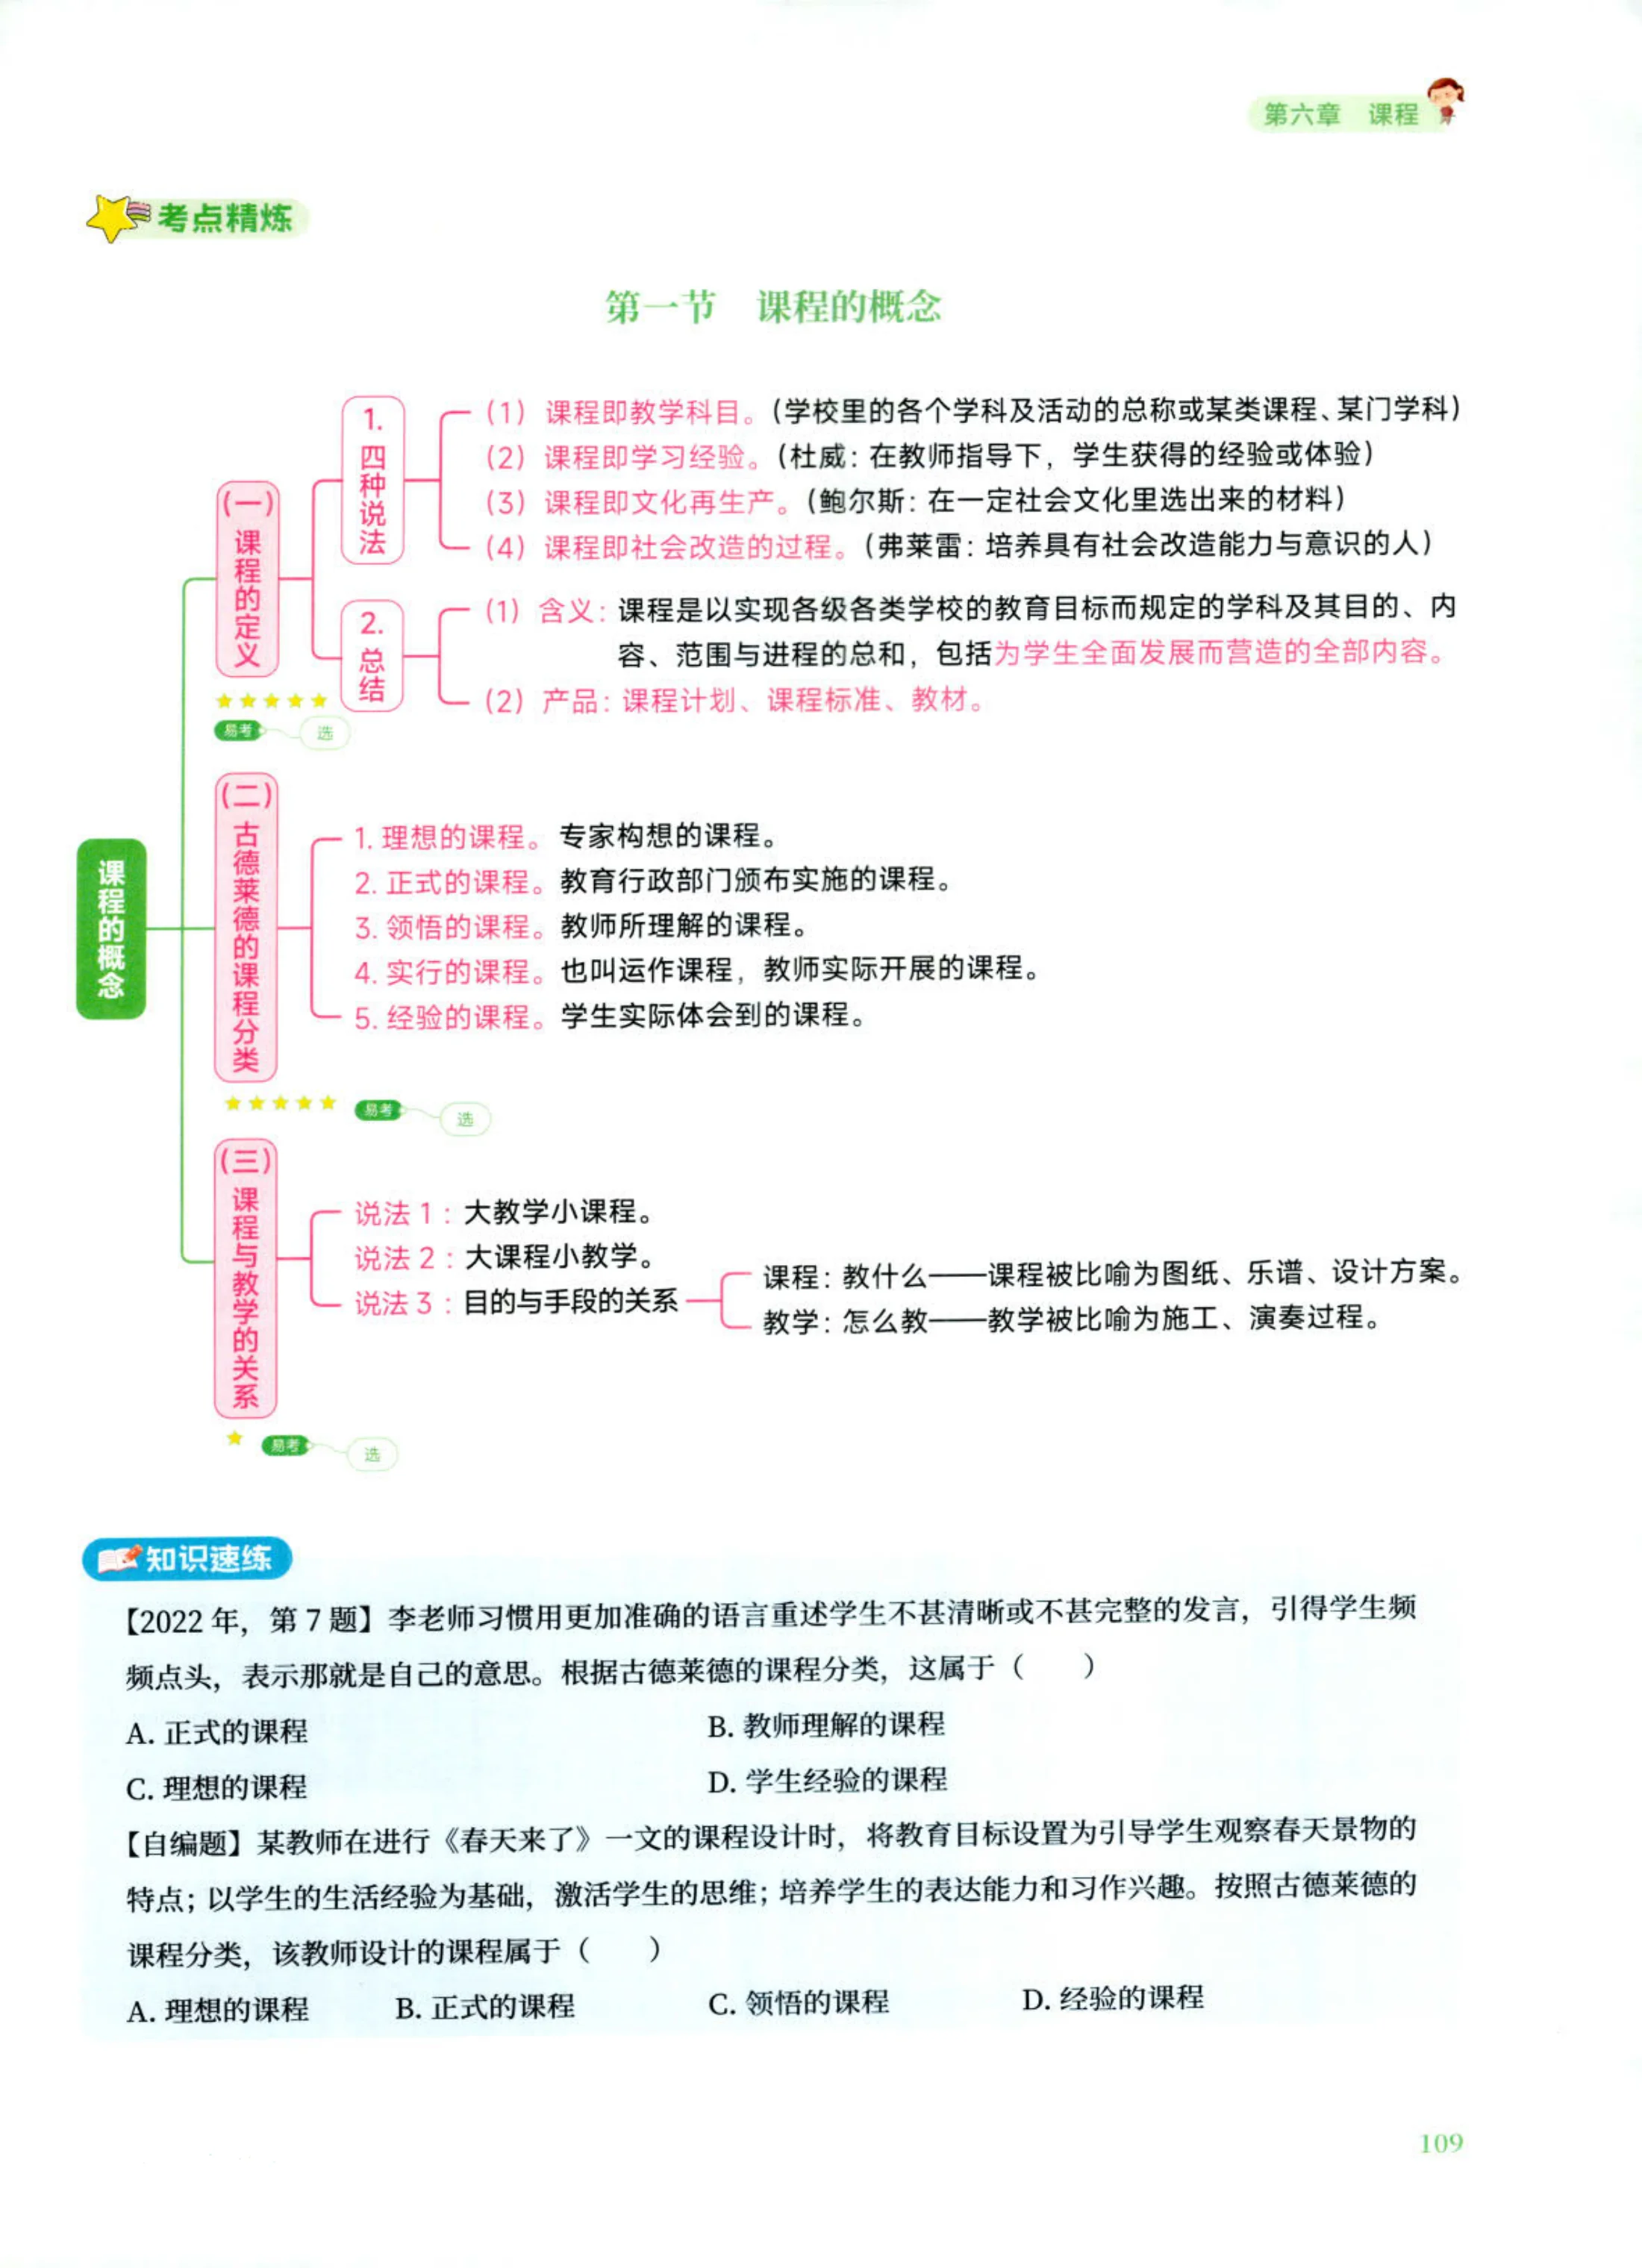 第六章 课程
考点精炼
第一节 课程的概念
课程的概念
(一)课程的定义
易考 选
1.四种说法
(1) 课程即教学科目。(学校里的各个学科及活动的总称或某类课程、某门学科)
(2) 课程即学习经验。(杜威:在教师指导下,学生获得的经验或体验)
(3) 课程即文化再生产。(鲍尔斯:在一定社会文化里选出来的材料)
(4) 课程即社会改造的过程。(弗莱雷:培养具有社会改造能力与意识的人)
2.总结
(1) 含义:课程是以实现各级各类学校的教育目标而规定的学科及其目的、内
容、范围与进程的总和,包括为学生全面发展而营造的全部内容。
(2) 产品:课程计划、课程标准、教材。
(二)古德莱德的课程分类
1. 理想的课程。专家构想的课程。
2. 正式的课程。教育行政部门颁布实施的课程。
3. 领悟的课程。教师所理解的课程。
4. 实行的课程。也叫运作课程,教师实际开展的课程。
5. 经验的课程。学生实际体会到的课程。
易考 选
(三)课程与教学的关系
说法 1:大教学小课程。
说法 2:大课程小教学。
说法 3:目的与手段的关系
课程:教什么——课程被比喻为图纸、乐谱、设计方案。
教学:怎么教——教学被比喻为施工、演奏过程。
易考 选
知识速练
【2022 年,第 7 题】李老师习惯用更加准确的语言重述学生不甚清晰或不甚完整的发言,引得学生频
频点头,表示那就是自己的意思。根据古德莱德的课程分类,这属于( )
A. 正式的课程 B. 教师理解的课程
C. 理想的课程 D. 学生经验的课程
【自编题】某教师在进行《春天来了》一文的课程设计时,将教育目标设置为引导学生观察春天景物的
特点;以学生的生活经验为基础,激活学生的思维;培养学生的表达能力和习作兴趣。按照古德莱德的
课程分类,该教师设计的课程属于( )
A. 理想的课程 B. 正式的课程 C. 领悟的课程 D. 经验的课程
109